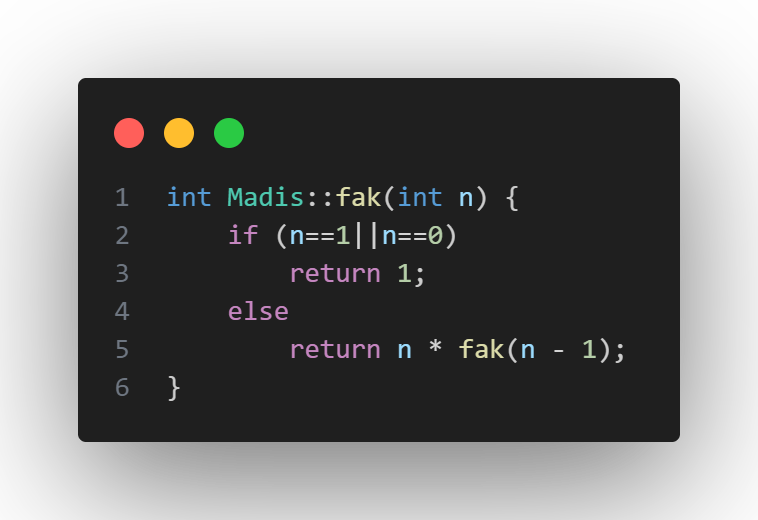 1 int Madis::fak(int n) {
2     if (n==1||n==0)
3         return 1;
4     else
5         return n * fak(n - 1);
6 }